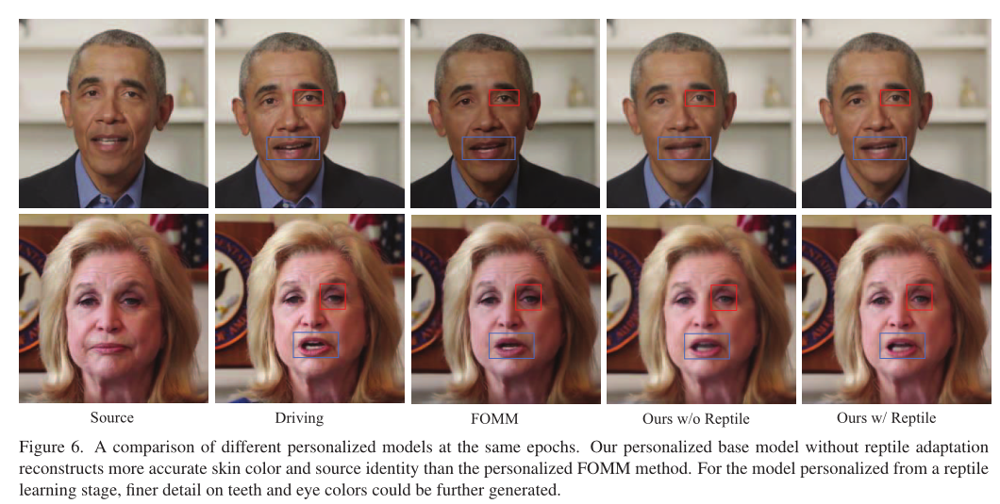 Source Driving FOMM Ours w/o Reptile Ours w/ Reptile
Figure 6. A comparison of different personalized models at the same epochs. Our personalized base model without reptile adaptation
reconstructs more accurate skin color and source identity than the personalized FOMM method. For the model personalized from a reptile
learning stage, finer detail on teeth and eye colors could be further generated.